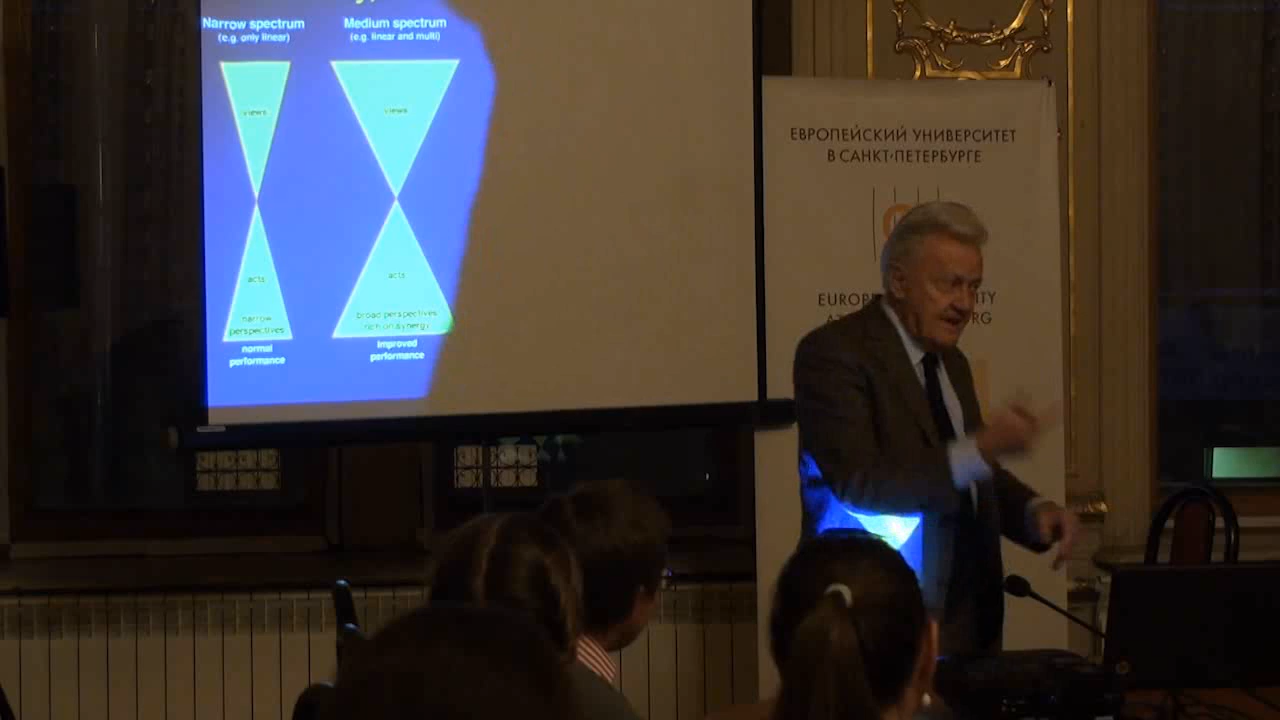 Narrow spectrum
(e.g. only linear)
Medium spectrum
(e.g. linear and multi)
views
views
acts
acts
narrow
perspectives
broad perspectives
rich on synergy
normal
performance
improved
performance
ЕВРОПЕЙСКИЙ УНИВЕРСИТЕТ
В САНКТ-ПЕТЕРБУРГЕ